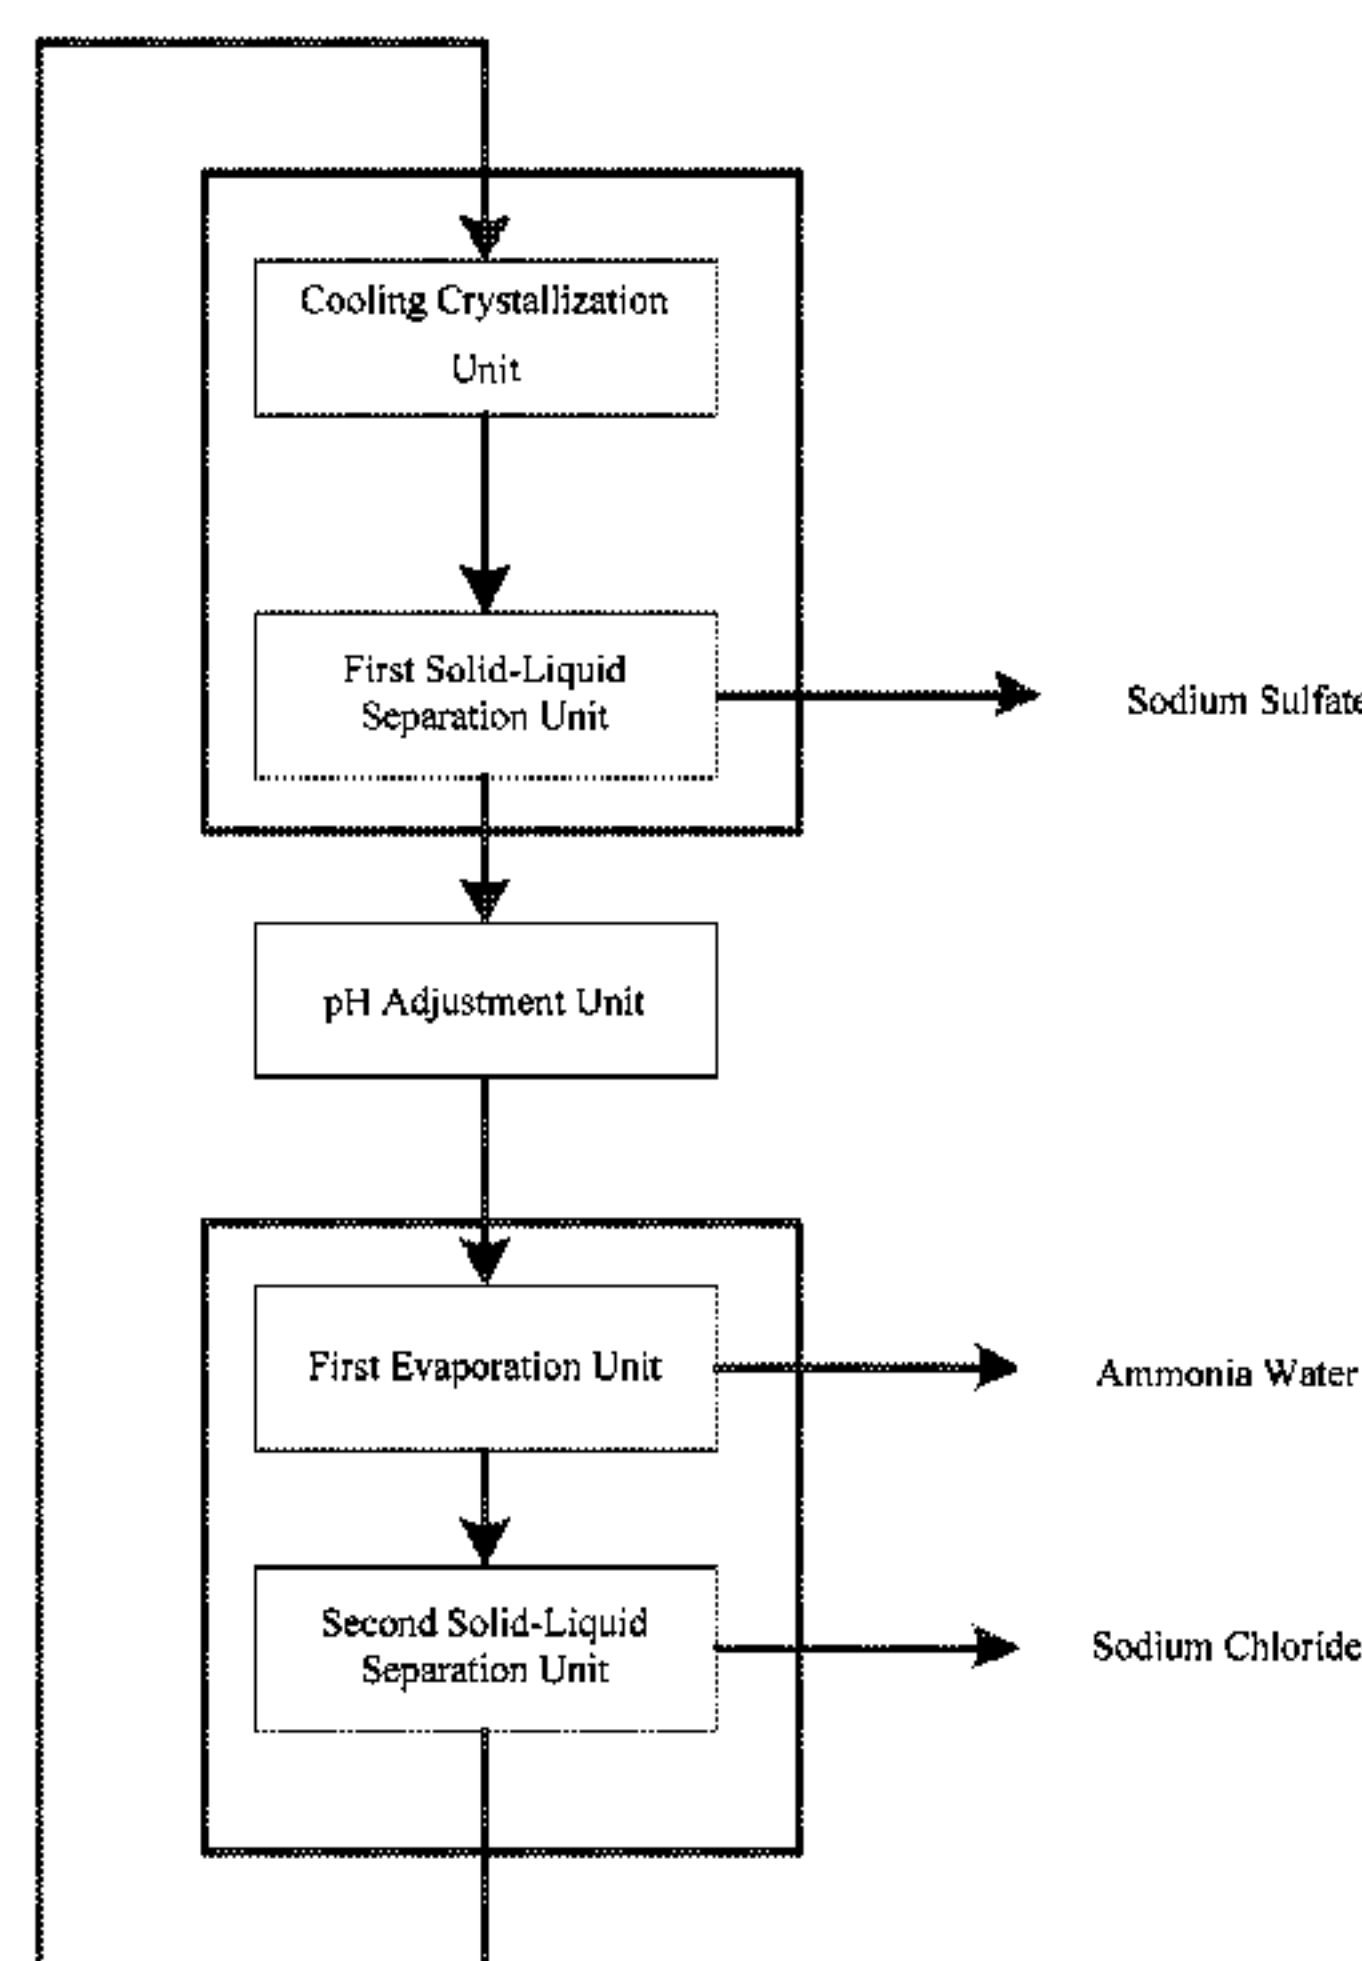 Cooling Crystallization
Unit
First Solid-Liquid
Separation Unit
Sodium Sulfate
pH Adjustment Unit
First Evaporation Unit
Ammonia Water
Second Solid-Liquid
Separation Unit
Sodium Chloride